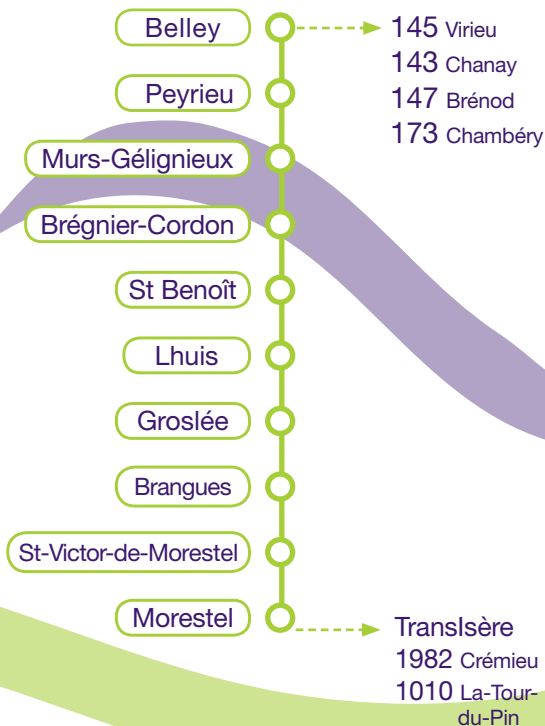 Belley
145 Virieu
143 Chanay
147 Brénod
173 Chambéry
Peyrieu
Murs-Gélignieux
Brégnier-Cordon
St Benoît
Lhuis
Groslée
Brangues
St-Victor-de-Morestel
Morestel
TransIsère
1982 Crémieu
1010 La-Tour-
du-Pin